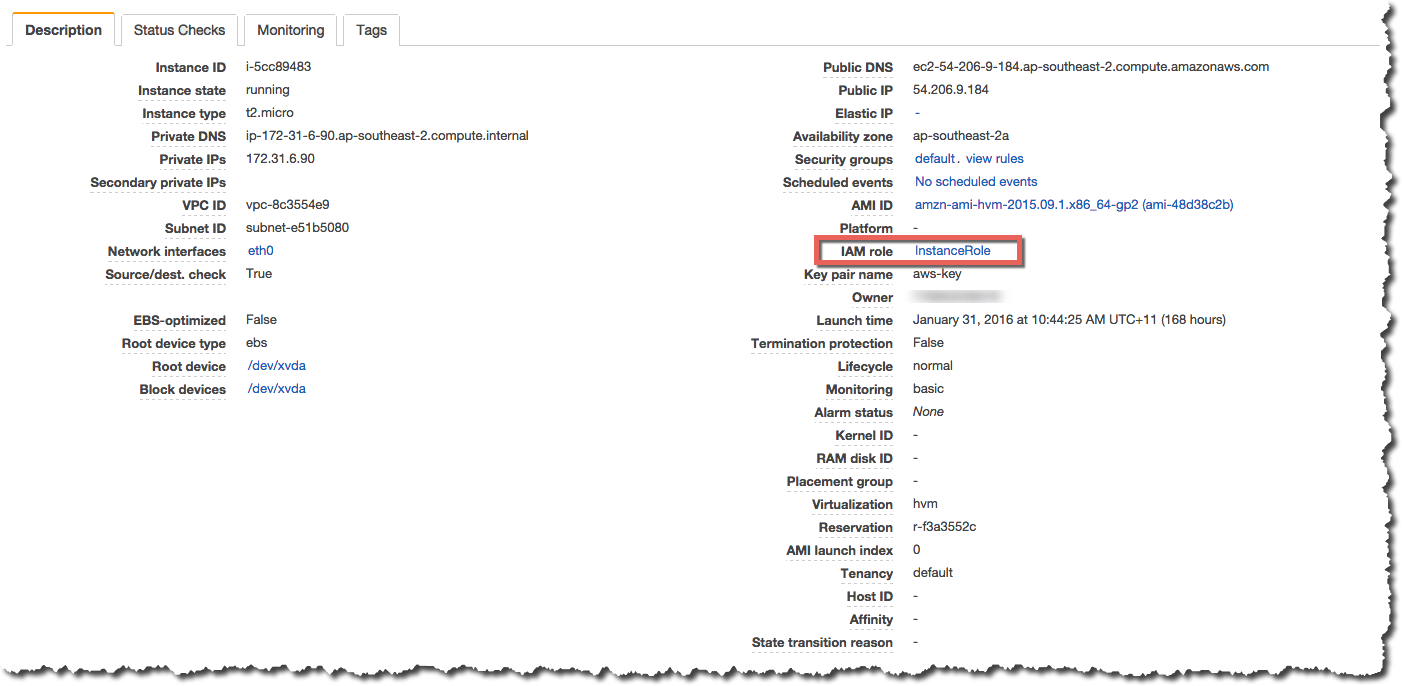 Description Status Checks Monitoring Tags
Instance ID i-5cc89483
Instance state running
Instance type t2.micro
Private DNS ip-172-31-6-90.ap-southeast-2.compute.internal
Private IPs 172.31.6.90
Secondary private IPs
VPC ID vpc-8c3554e9
Subnet ID subnet-e51b5080
Network interfaces eth0
Source/dest. check True
EBS-optimized False
Root device type ebs
Root device /dev/xvda
Block devices /dev/xvda
Public DNS ec2-54-206-9-184.ap-southeast-2.compute.amazonaws.com
Public IP 54.206.9.184
Elastic IP -
Availability zone ap-southeast-2a
Security groups default. view rules
Scheduled events No scheduled events
AMI ID amzn-ami-hvm-2015.09.1.x86_64-gp2 (ami-48d38c2b)
Platform -
IAM role InstanceRole
Key pair name aws-key
Owner
Launch time January 31, 2016 at 10:44:25 AM UTC+11 (168 hours)
Termination protection False
Lifecycle normal
Monitoring basic
Alarm status None
Kernel ID -
RAM disk ID -
Placement group -
Virtualization hvm
Reservation r-f3a3552c
AMI launch index 0
Tenancy default
Host ID -
Affinity -
State transition reason -